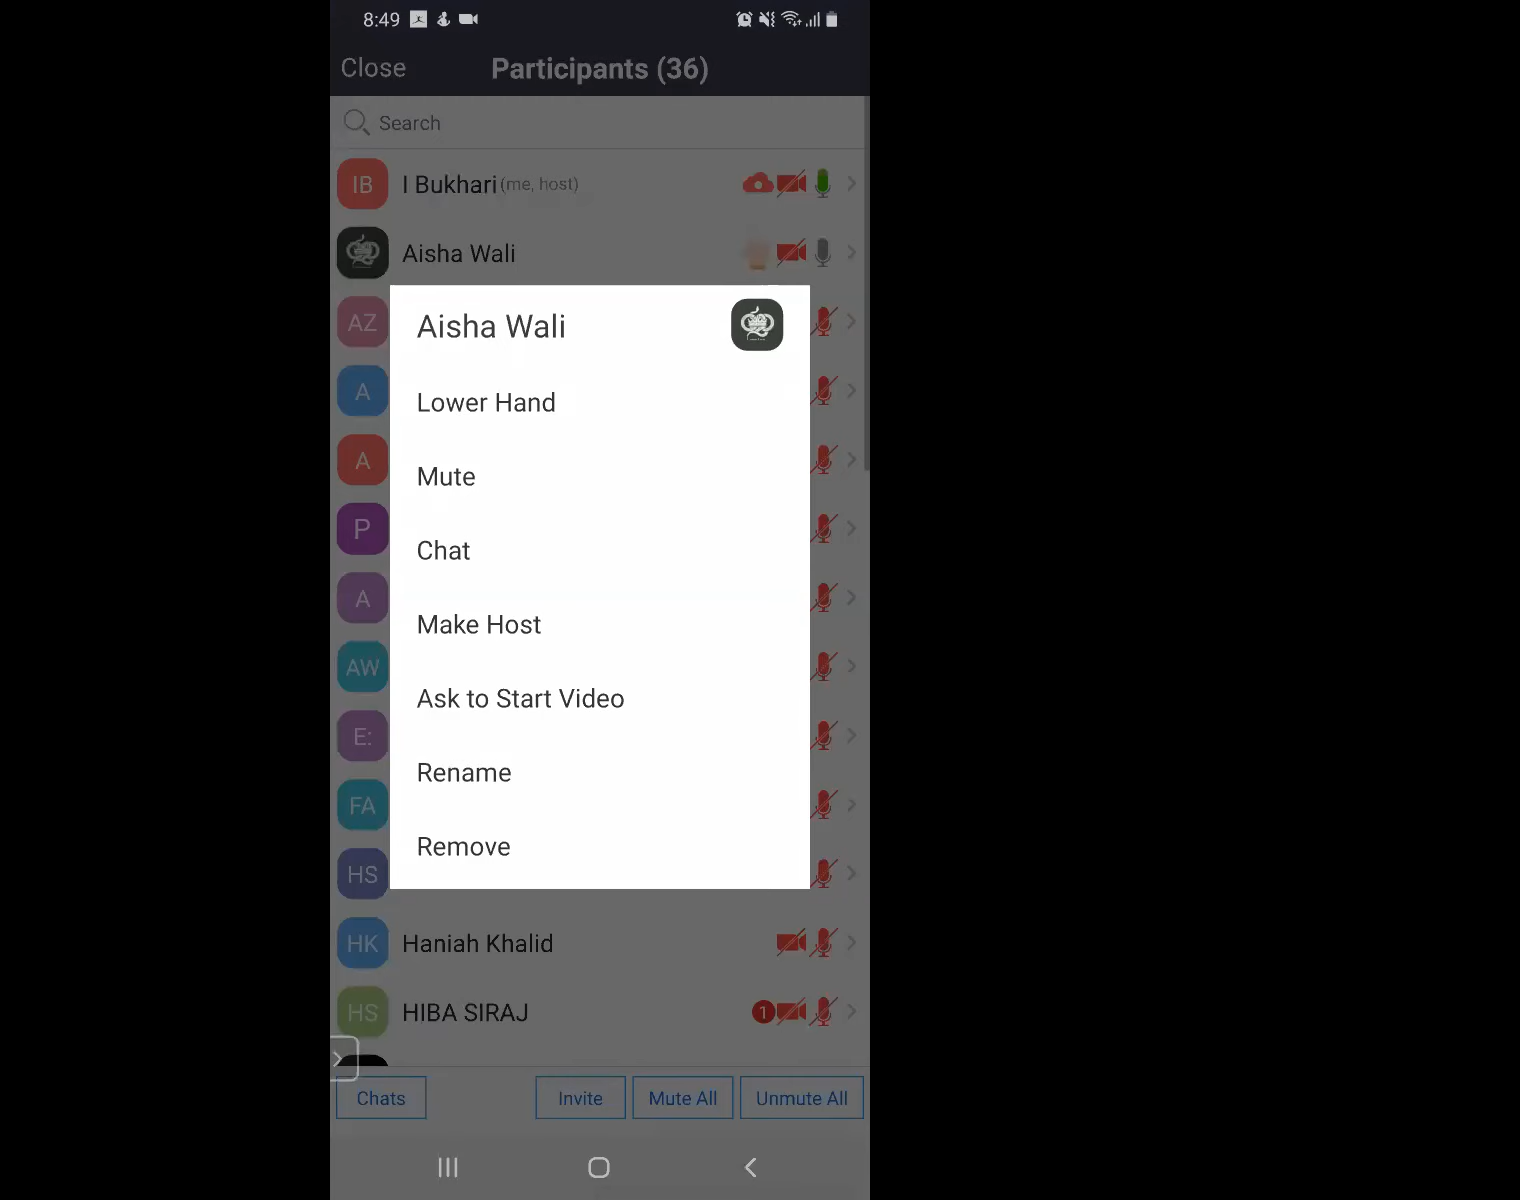 8:49
Close
Participants (36)
Search
IB
I Bukhari (me, host)
Aisha Wali
AZ
Aisha Wali
A
Lower Hand
A
Mute
P
Chat
A
Make Host
AW
Ask to Start Video
E:
Rename
FA
Remove
HS
HK
Haniah Khalid
HS
HIBA SIRAJ
1
Chats
Invite
Mute All
Unmute All